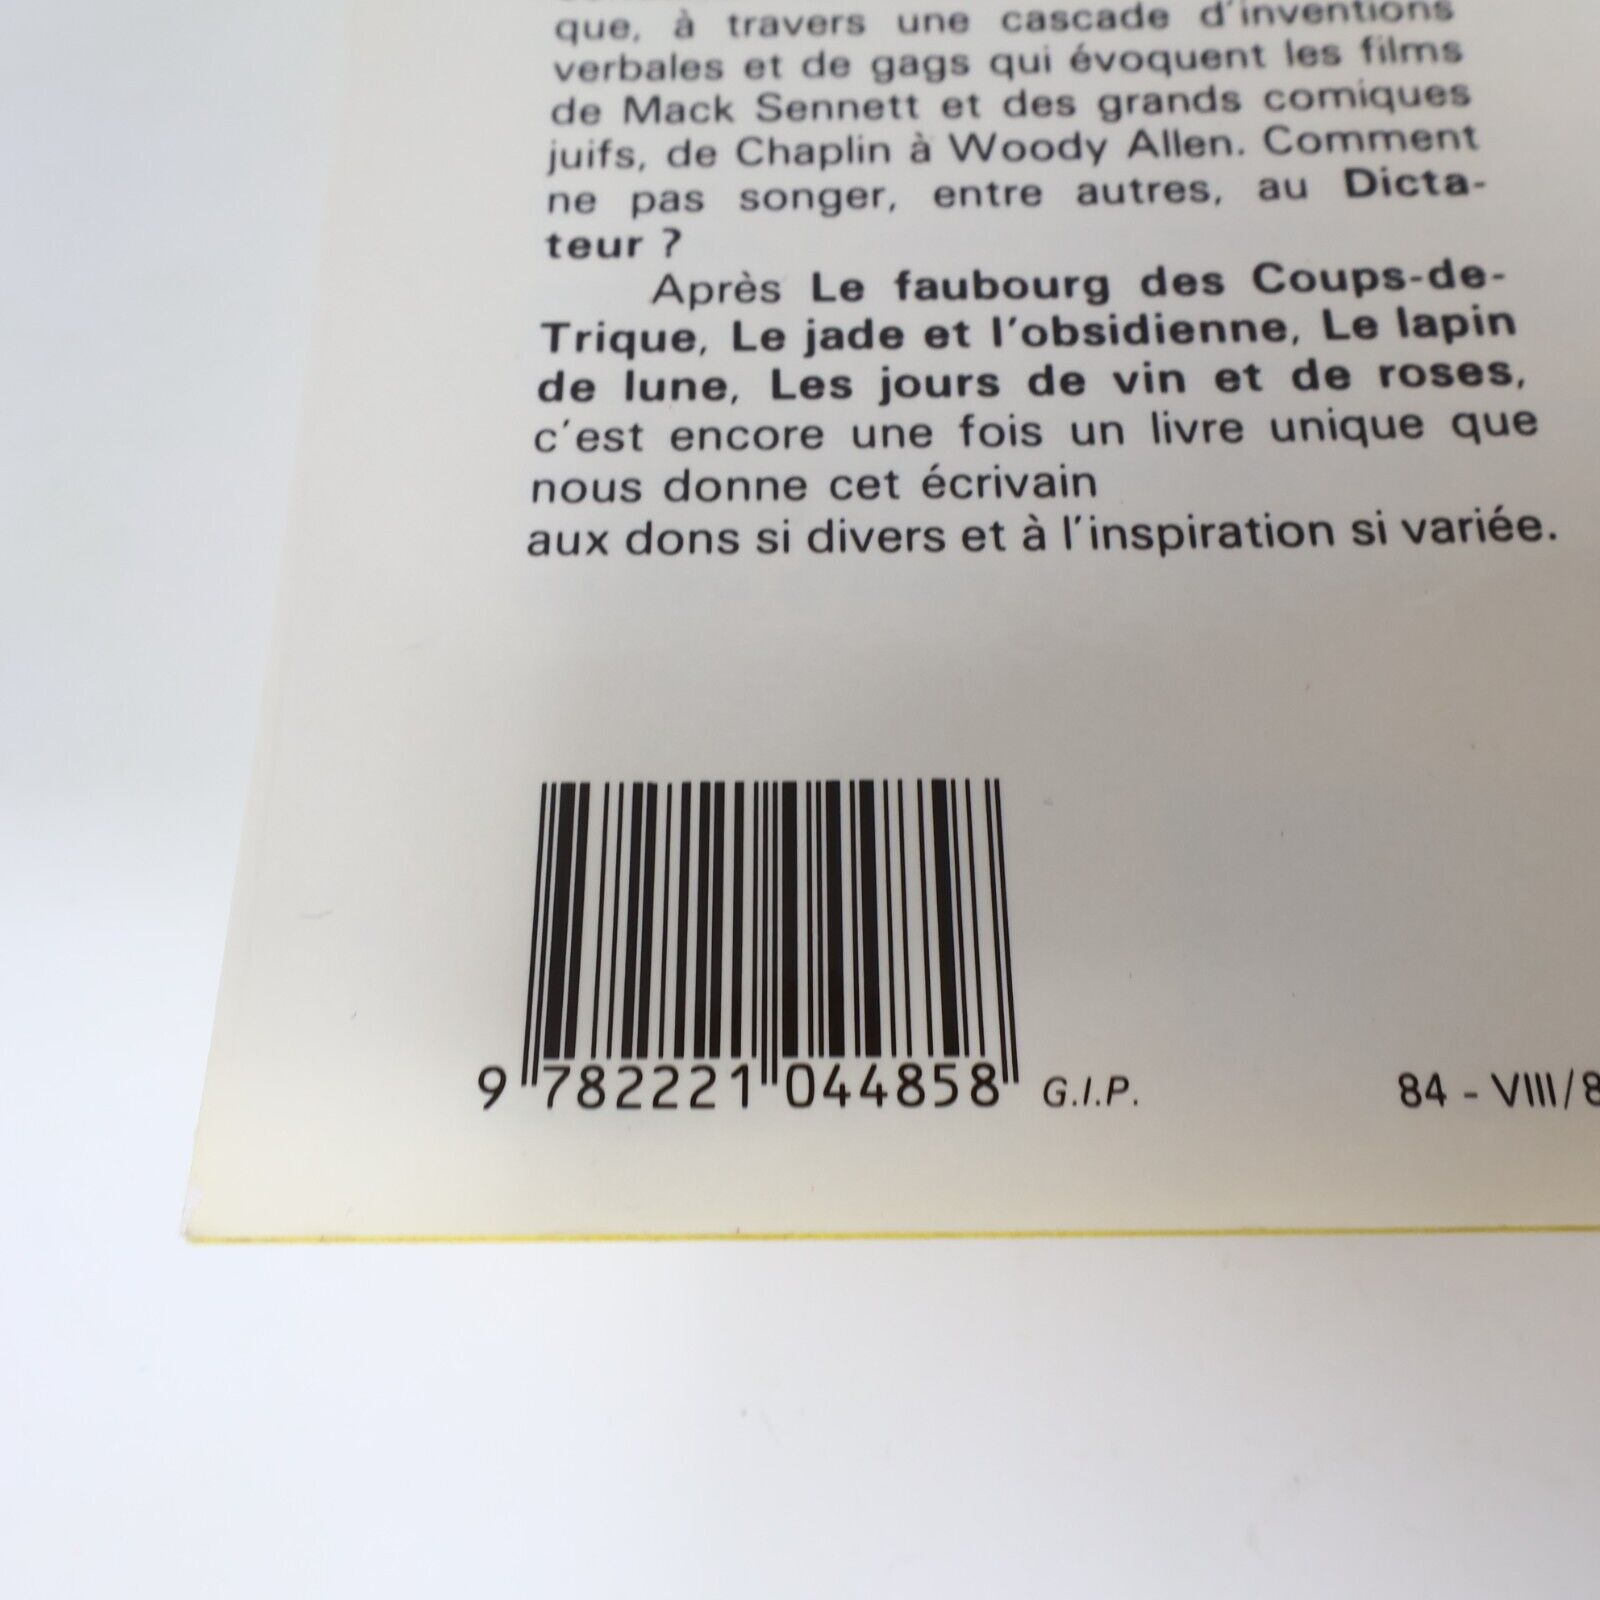 que, à travers une cascade d'inventions
verbales et de gags qui évoquent les films
de Mack Sennett et des grands comiques
juifs, de Chaplin à Woody Allen. Comment
ne pas songer, entre autres, au Dicta-
teur ?
Après Le faubourg des Coups-de-
Trique, Le jade et l'obsidienne, Le lapin
de lune, Les jours de vin et de roses,
c'est encore une fois un livre unique que
nous donne cet écrivain
aux dons si divers et à l'inspiration si variée.
9 782221 044858 G.I.P. 84 - VIII/8